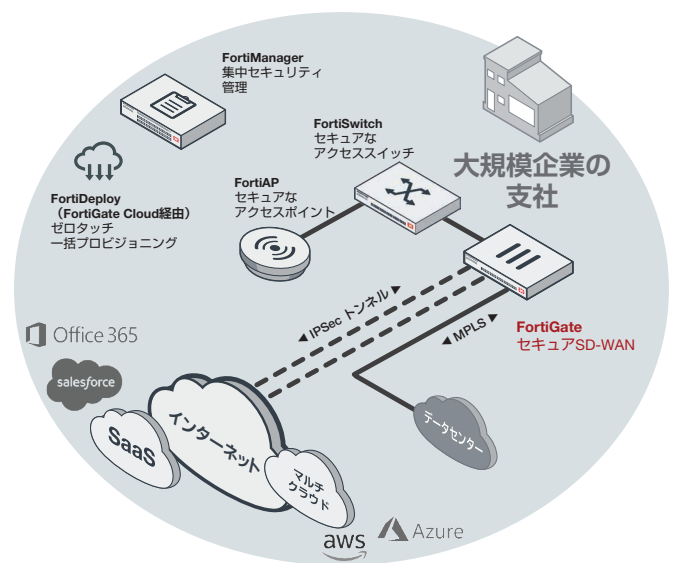 FortiManager
集中セキュリティ
管理
FortiSwitch
セキュアな
アクセススイッチ
大規模企業の
支社
FortiDeploy
（FortiGate Cloud経由）
ゼロタッチ
一括プロビジョニング
FortiAP
セキュアな
アクセスポイント
◀ IPSec トンネル ▶
◀ MPLS ▶
FortiGate
セキュアSD-WAN
Office 365
salesforce
SaaS
インターネット
マルチ
クラウド
データセンター
aws
Azure